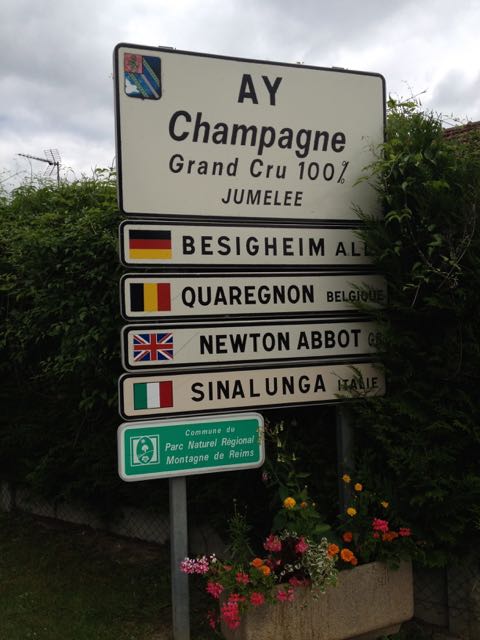 AY
Champagne
Grand Cru 100%
JUMELEE
BESIGHEIM ALL
QUAREGNON BELGIQUE
NEWTON ABBOT
SINALUNGA ITALIE
Commune du
Parc Naturel Régional
Montagne de Reims